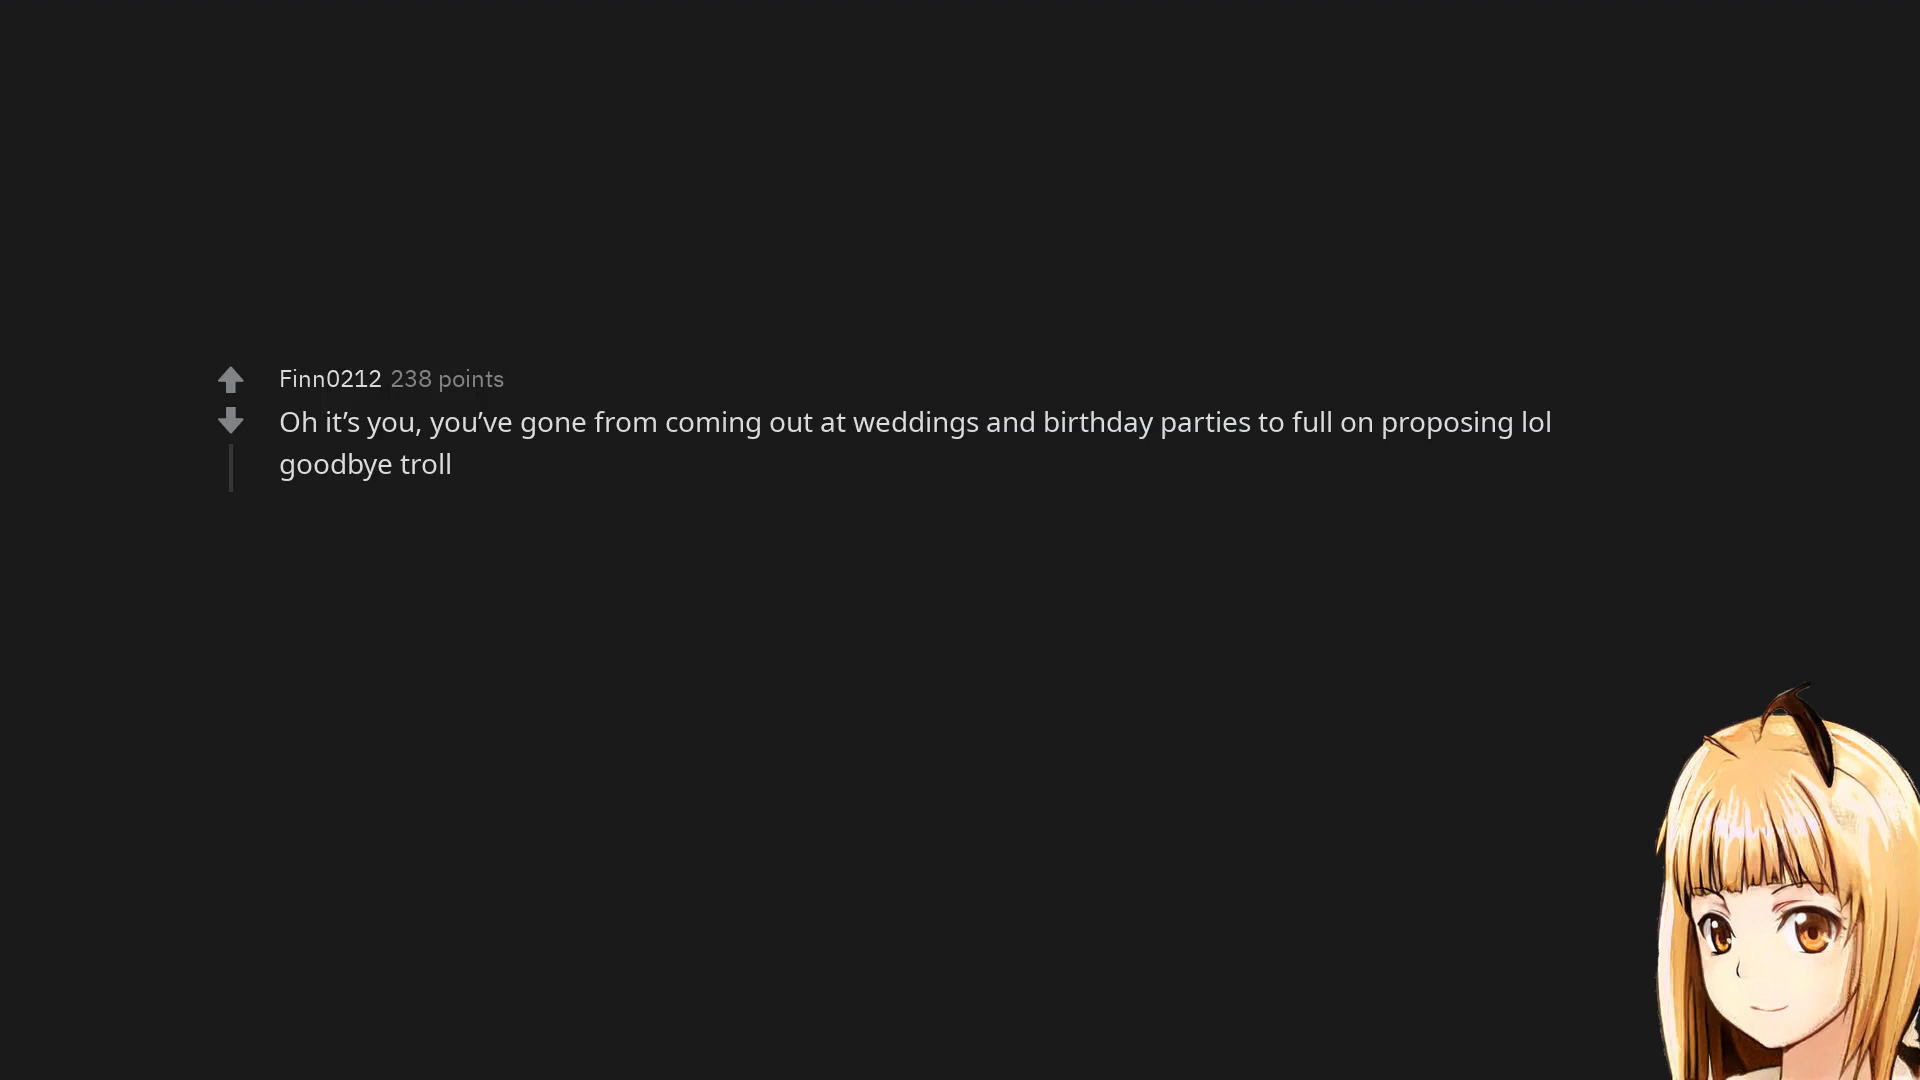 Finn0212 238 points
Oh it’s you, you’ve gone from coming out at weddings and birthday parties to full on proposing lol
goodbye troll